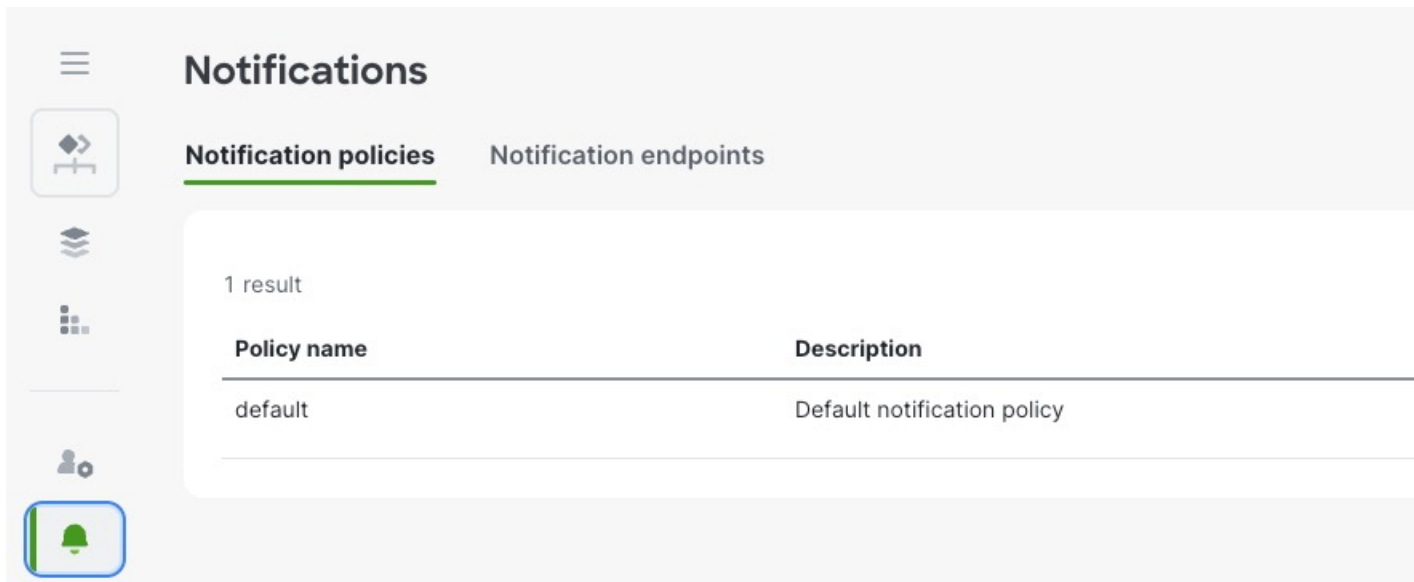 Notifications
Notification policies Notification endpoints
1 result
Policy name Description
default Default notification policy